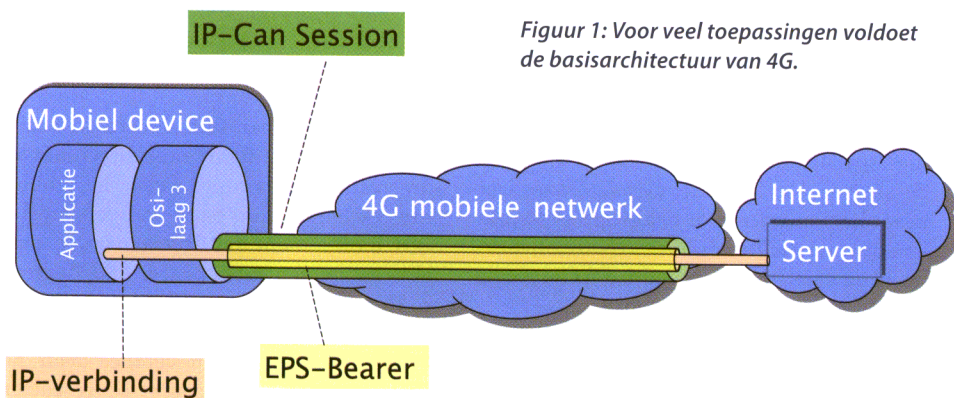 IP-Can Session
Figuur 1: Voor veel toepassingen voldoet
de basisarchitectuur van 4G.
Mobiel device
Applicatie
Osi-
laag 3
4G mobiele netwerk
Internet
Server
IP-verbinding
EPS-Bearer